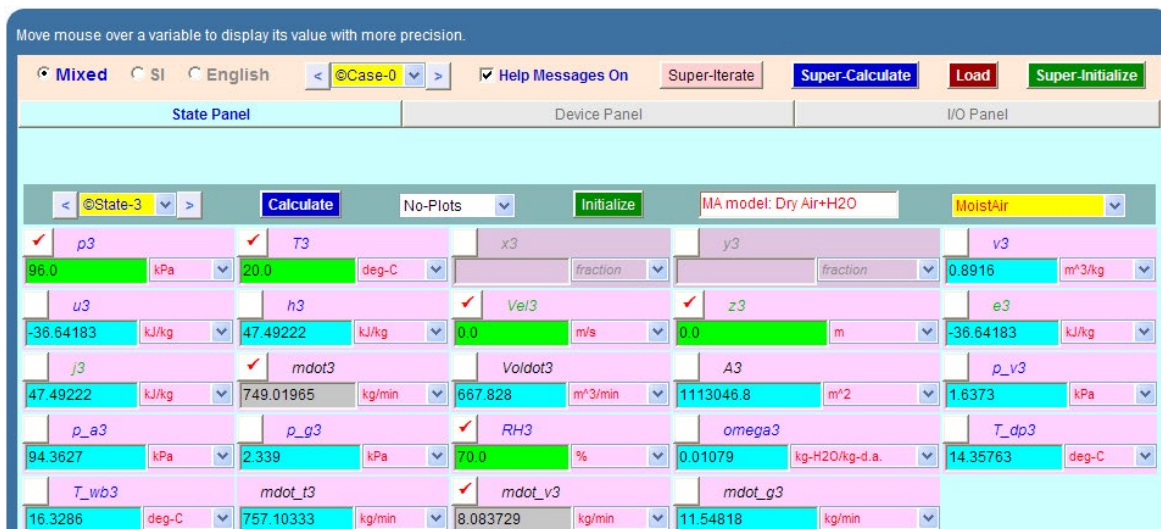 Move mouse over a variable to display its value with more precision.
Mixed SI English < ©Case-0 > Help Messages On Super-Iterate Super-Calculate Load Super-Initialize
State Panel Device Panel I/O Panel
< ©State-3 > Calculate No-Plots Initialize MA model: Dry Air+H2O MoistAir
p3 T3 x3 y3 v3
96.0 kPa 20.0 deg-C fraction fraction 0.8916 m^3/kg
u3 h3 Vel3 z3 e3
-36.64183 kJ/kg 47.49222 kJ/kg 0.0 m/s 0.0 m -36.64183 kJ/kg
j3 mdot3 Voldot3 A3 p_v3
47.49222 kJ/kg 749.01965 kg/min 667.828 m^3/min 1113046.8 m^2 1.6373 kPa
p_a3 p_g3 RH3 omega3 T_dp3
94.3627 kPa 2.339 kPa 70.0 % 0.01079 kg-H2O/kg-d.a. 14.35763 deg-C
T_wb3 mdot_t3 mdot_v3 mdot_g3
16.3286 deg-C 757.10333 kg/min 8.083729 kg/min 11.54818 kg/min